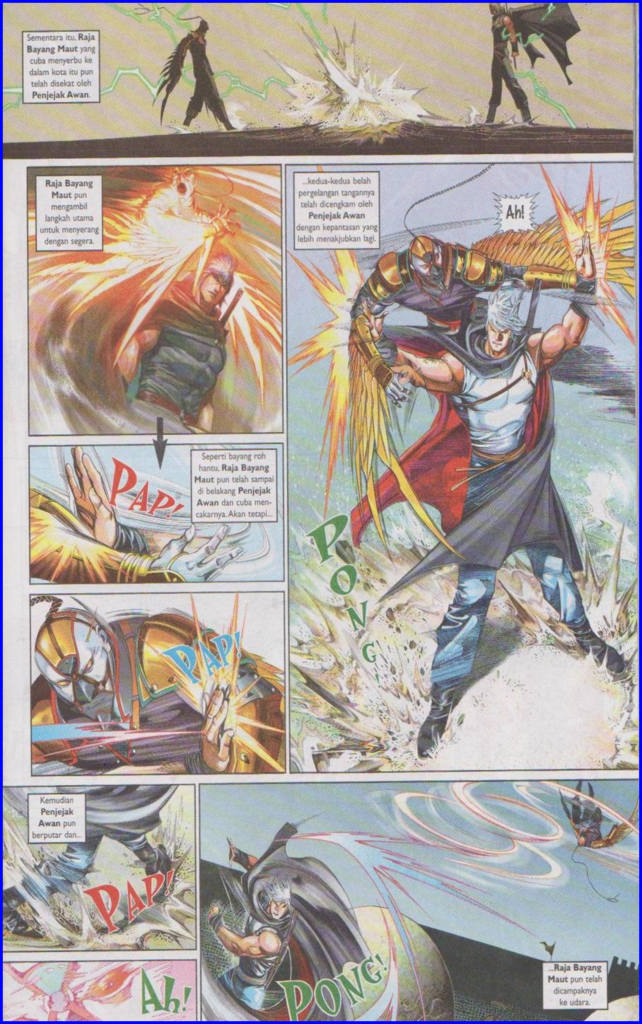 Sementara itu, Raja
Bayang Maut yang
cuba menyerbu ke
dalam kota itu pun
telah disekat oleh
Penjejak Awan.
Raja Bayang
Maut pun
mengambil
langkah utama
untuk menyerang
dengan segera.
...kedua-kedua belah
pergelangan tangannya
telah dicengkam oleh
Penjejak Awan
dengan kepantasan yang
lebih menakjubkan lagi.
Ah!
PAP!
Seperti bayang roh
hantu, Raja Bayang
Maut pun telah sampai
di belakang Penjejak
Awan dan cuba men-
cakarnya. Akan tetapi...
PONG
PAP!
Kemudian
Penjejak
Awan pun
berputar dan...
PAP!
Ah!
PONG!
...Raja Bayang
Maut pun telah
dicampaknya
ke udara.